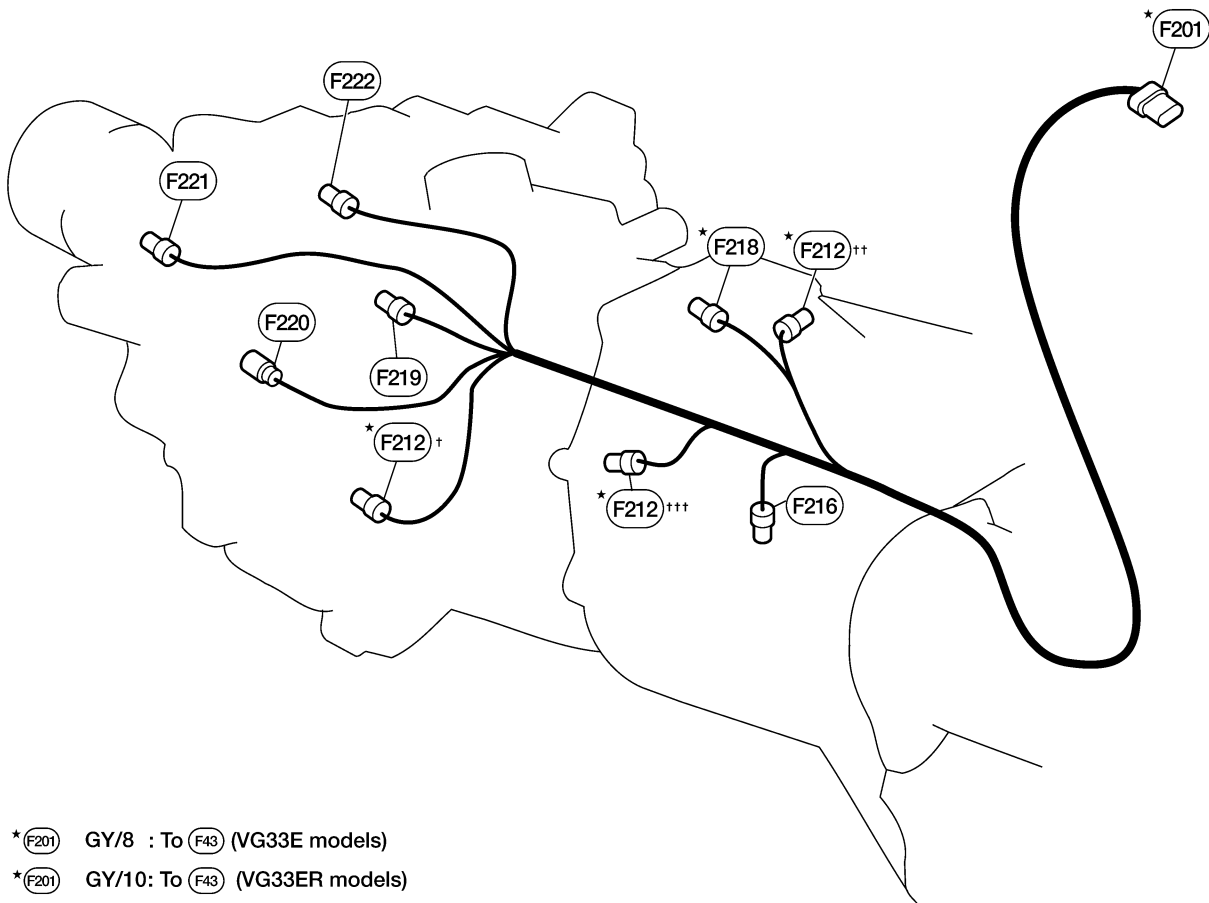 ★ F201
F222
F221
★ F218
★ F212 ††
F220
F219
★ F212 †
★ F212 †††
F216
★ F201 GY/8 : To F43 (VG33E models)
★ F201 GY/10: To F43 (VG33ER models)